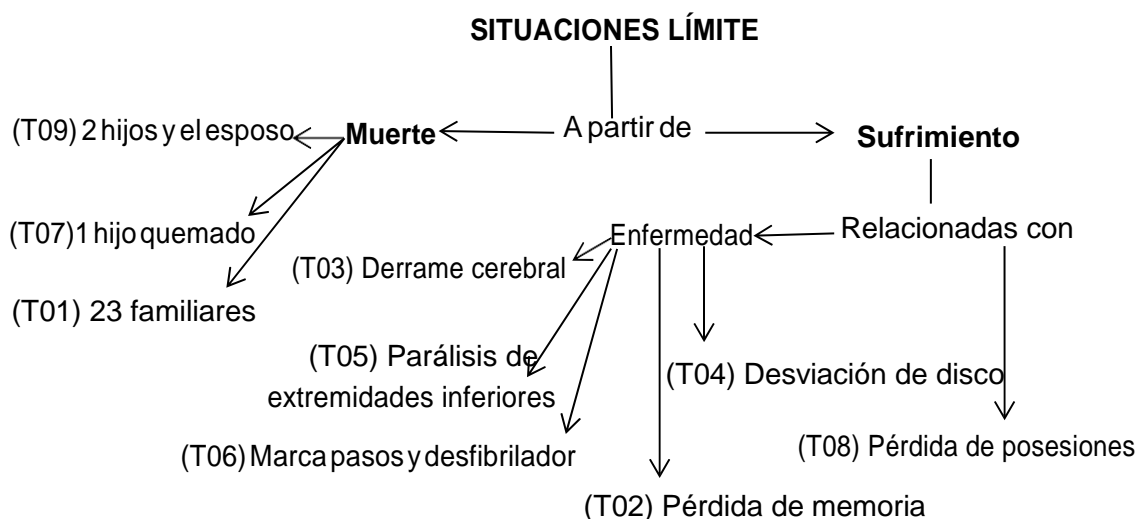 SITUACIONES LÍMITE
(T09) 2 hijos y el esposo
Muerte
A partir de
Sufrimiento
(T07) 1 hijo quemado
Enfermedad
Relacionadas con
(T03) Derrame cerebral
(T01) 23 familiares
(T05) Parálisis de
extremidades inferiores
(T04) Desviación de disco
(T06) Marca pasos y desfibrilador
(T08) Pérdida de posesiones
(T02) Pérdida de memoria